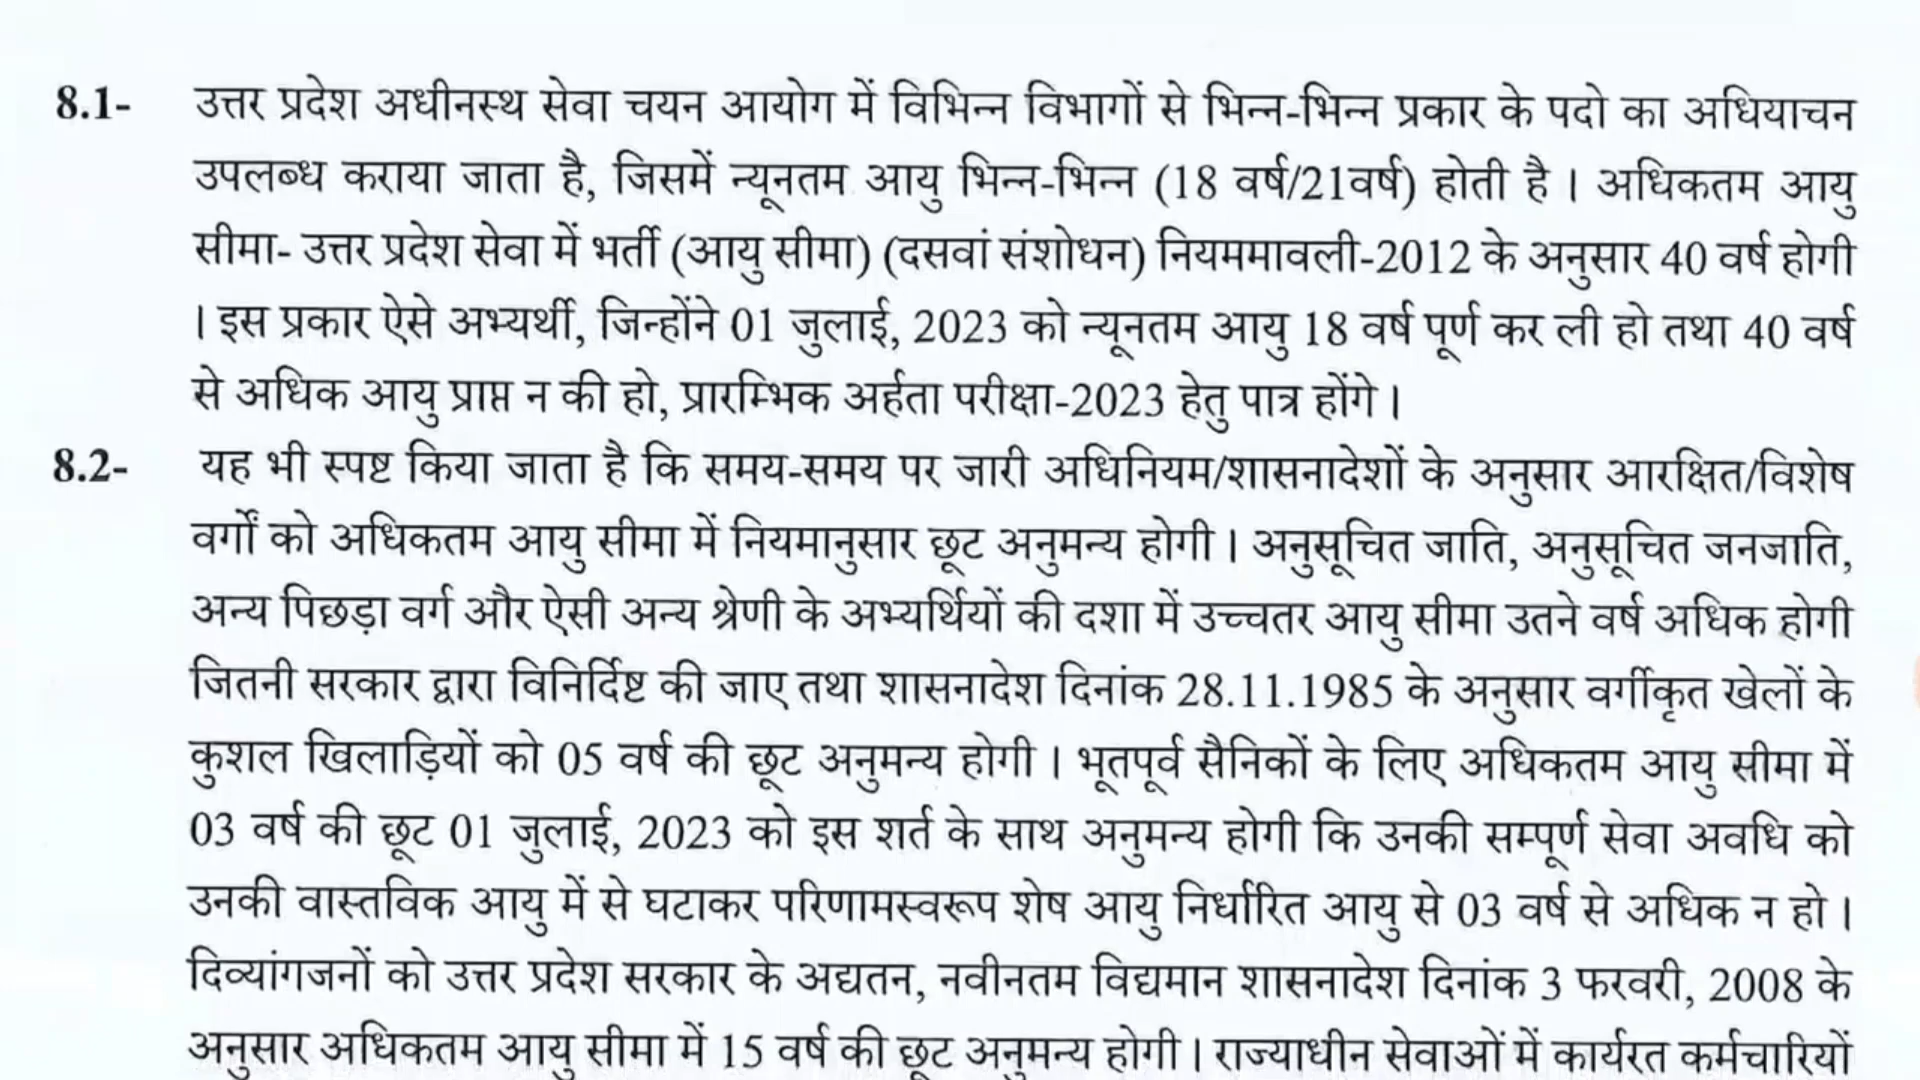 8.1- उत्तर प्रदेश अधीनस्थ सेवा चयन आयोग में विभिन्न विभागों से भिन्न-भिन्न प्रकार के पदो का अधियाचन
उपलब्ध कराया जाता है, जिसमें न्यूनतम आयु भिन्न-भिन्न (18 वर्ष/21वर्ष) होती है। अधिकतम आयु
सीमा- उत्तर प्रदेश सेवा में भर्ती (आयु सीमा) (दसवां संशोधन) नियममावली-2012 के अनुसार 40 वर्ष होगी
। इस प्रकार ऐसे अभ्यर्थी, जिन्होंने 01 जुलाई, 2023 को न्यूनतम आयु 18 वर्ष पूर्ण कर ली हो तथा 40 वर्ष
से अधिक आयु प्राप्त न की हो, प्रारम्भिक अर्हता परीक्षा-2023 हेतु पात्र होंगे।
8.2- यह भी स्पष्ट किया जाता है कि समय-समय पर जारी अधिनियम/शासनादेशों के अनुसार आरक्षित/विशेष
वर्गों को अधिकतम आयु सीमा में नियमानुसार छूट अनुमन्य होगी। अनुसूचित जाति, अनुसूचित जनजाति,
अन्य पिछड़ा वर्ग और ऐसी अन्य श्रेणी के अभ्यर्थियों की दशा में उच्चतर आयु सीमा उतने वर्ष अधिक होगी
जितनी सरकार द्वारा विनिर्दिष्ट की जाए तथा शासनादेश दिनांक 28.11.1985 के अनुसार वर्गीकृत खेलों के
कुशल खिलाड़ियों को 05 वर्ष की छूट अनुमन्य होगी। भूतपूर्व सैनिकों के लिए अधिकतम आयु सीमा में
03 वर्ष की छूट 01 जुलाई, 2023 को इस शर्त के साथ अनुमन्य होगी कि उनकी सम्पूर्ण सेवा अवधि को
उनकी वास्तविक आयु में से घटाकर परिणामस्वरूप शेष आयु निर्धारित आयु से 03 वर्ष से अधिक न हो।
दिव्यांगजनों को उत्तर प्रदेश सरकार के अद्यतन, नवीनतम विद्यमान शासनादेश दिनांक 3 फरवरी, 2008 के
अनुसार अधिकतम आयु सीमा में 15 वर्ष की छूट अनुमन्य होगी। राज्याधीन सेवाओं में कार्यरत कर्मचारियों